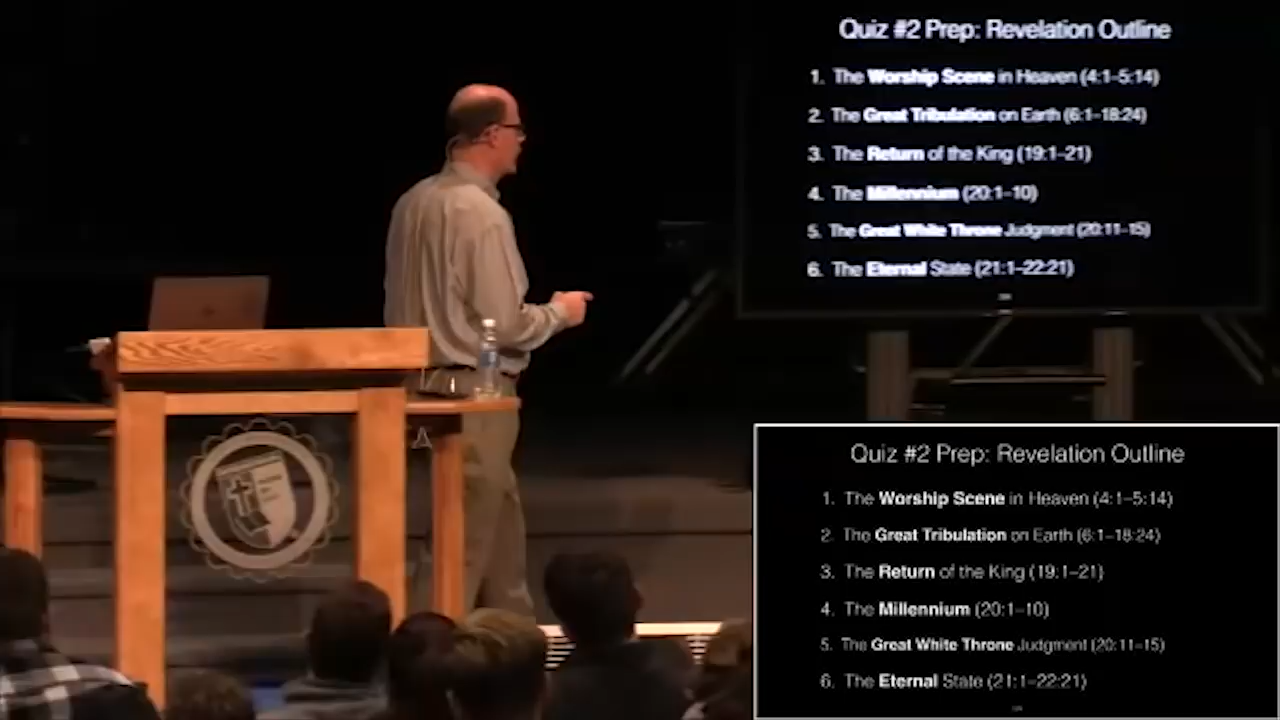 Quiz #2 Prep: Revelation Outline
1. The Worship Scene in Heaven (4:1–5:14)
2. The Great Tribulation on Earth (6:1–18:24)
3. The Return of the King (19:1–21)
4. The Millennium (20:1–10)
5. The Great White Throne Judgment (20:11–15)
6. The Eternal State (21:1–22:21)
Quiz #2 Prep: Revelation Outline
1. The Worship Scene in Heaven (4:1–5:14)
2. The Great Tribulation on Earth (6:1–18:24)
3. The Return of the King (19:1–21)
4. The Millennium (20:1–10)
5. The Great White Throne Judgment (20:11–15)
6. The Eternal State (21:1–22:21)